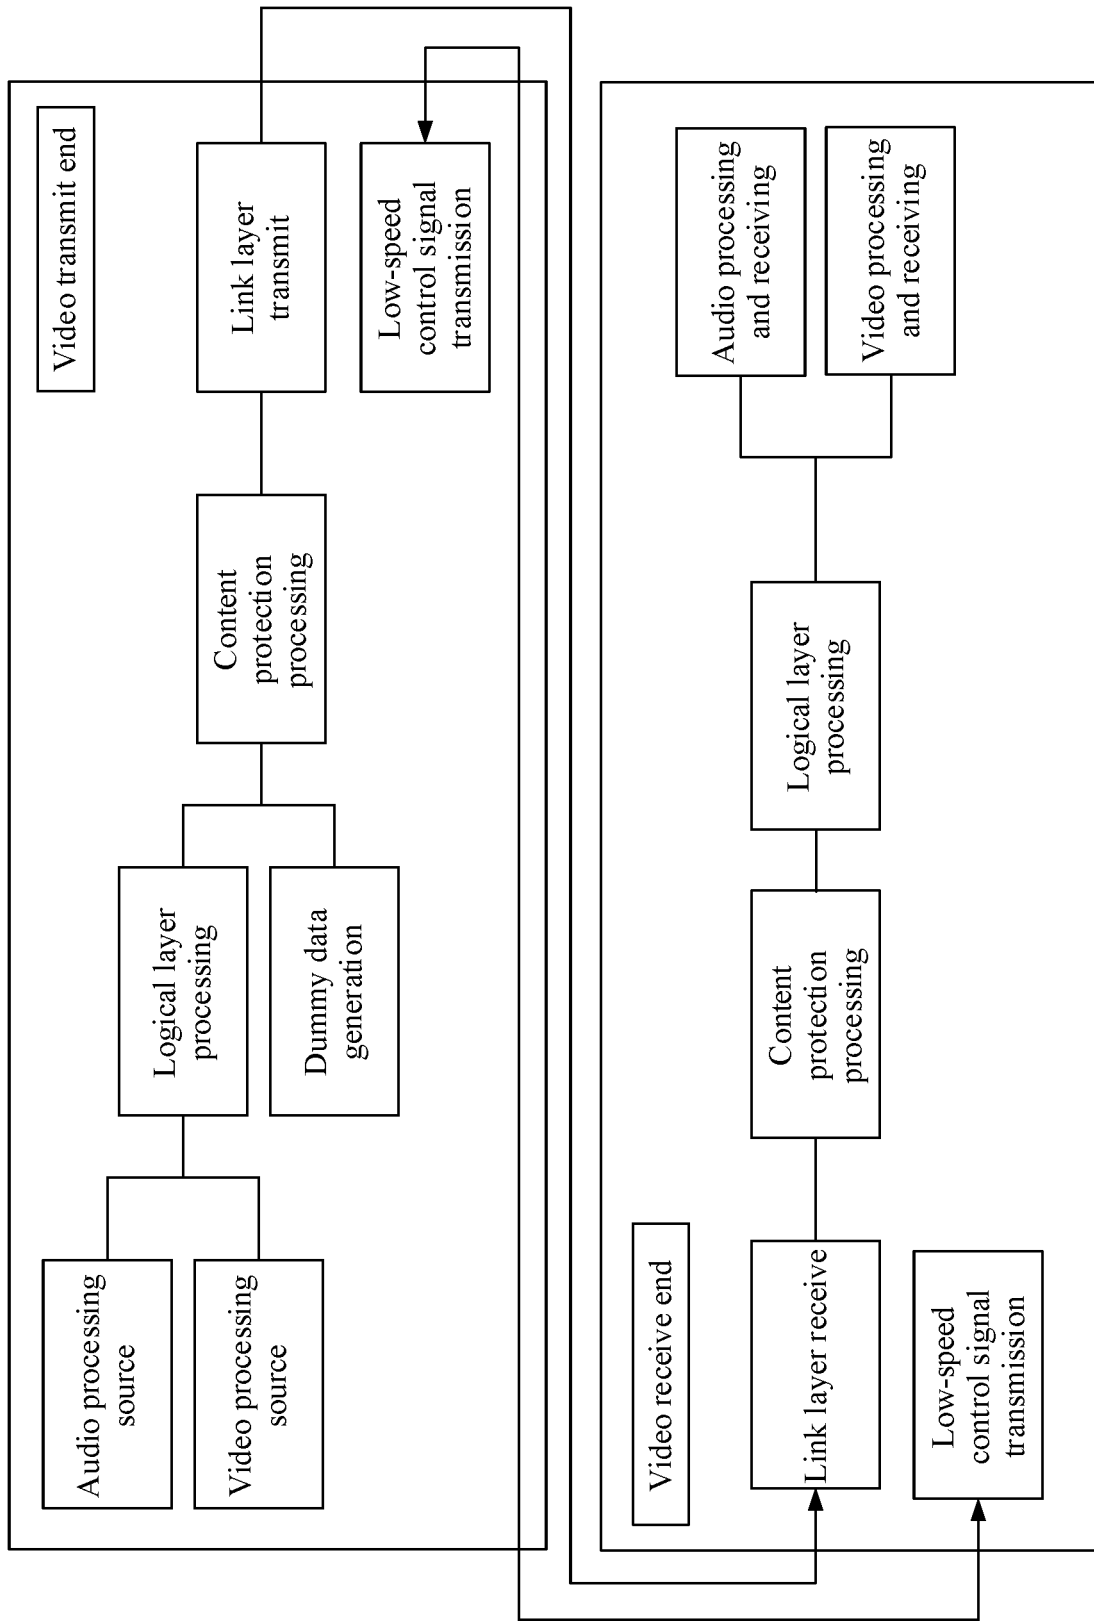 Video transmit end
Audio processing
source
Video processing
source
Logical layer
processing
Dummy data
generation
Content
protection
processing
Link layer
transmit
Low-speed
control signal
transmission
Video receive end
Link layer receive
Low-speed
control signal
transmission
Content
protection
processing
Logical layer
processing
Audio processing
and receiving
Video processing
and receiving